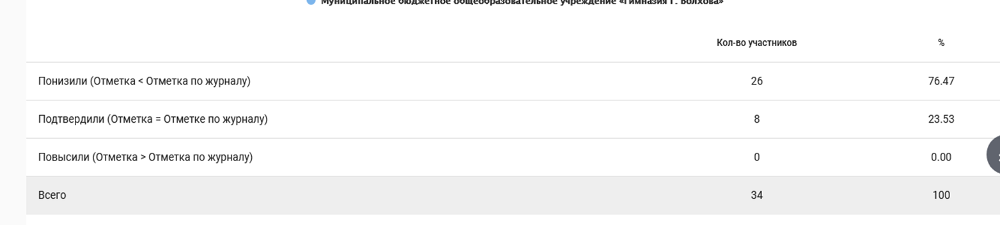 Муниципальное бюджетное общеобразовательное учреждение «Гимназия г. Волхова»
Кол-во участников %
Понизили (Отметка < Отметка по журналу) 26 76.47
Подтвердили (Отметка = Отметке по журналу) 8 23.53
Повысили (Отметка > Отметка по журналу) 0 0.00
Всего 34 100